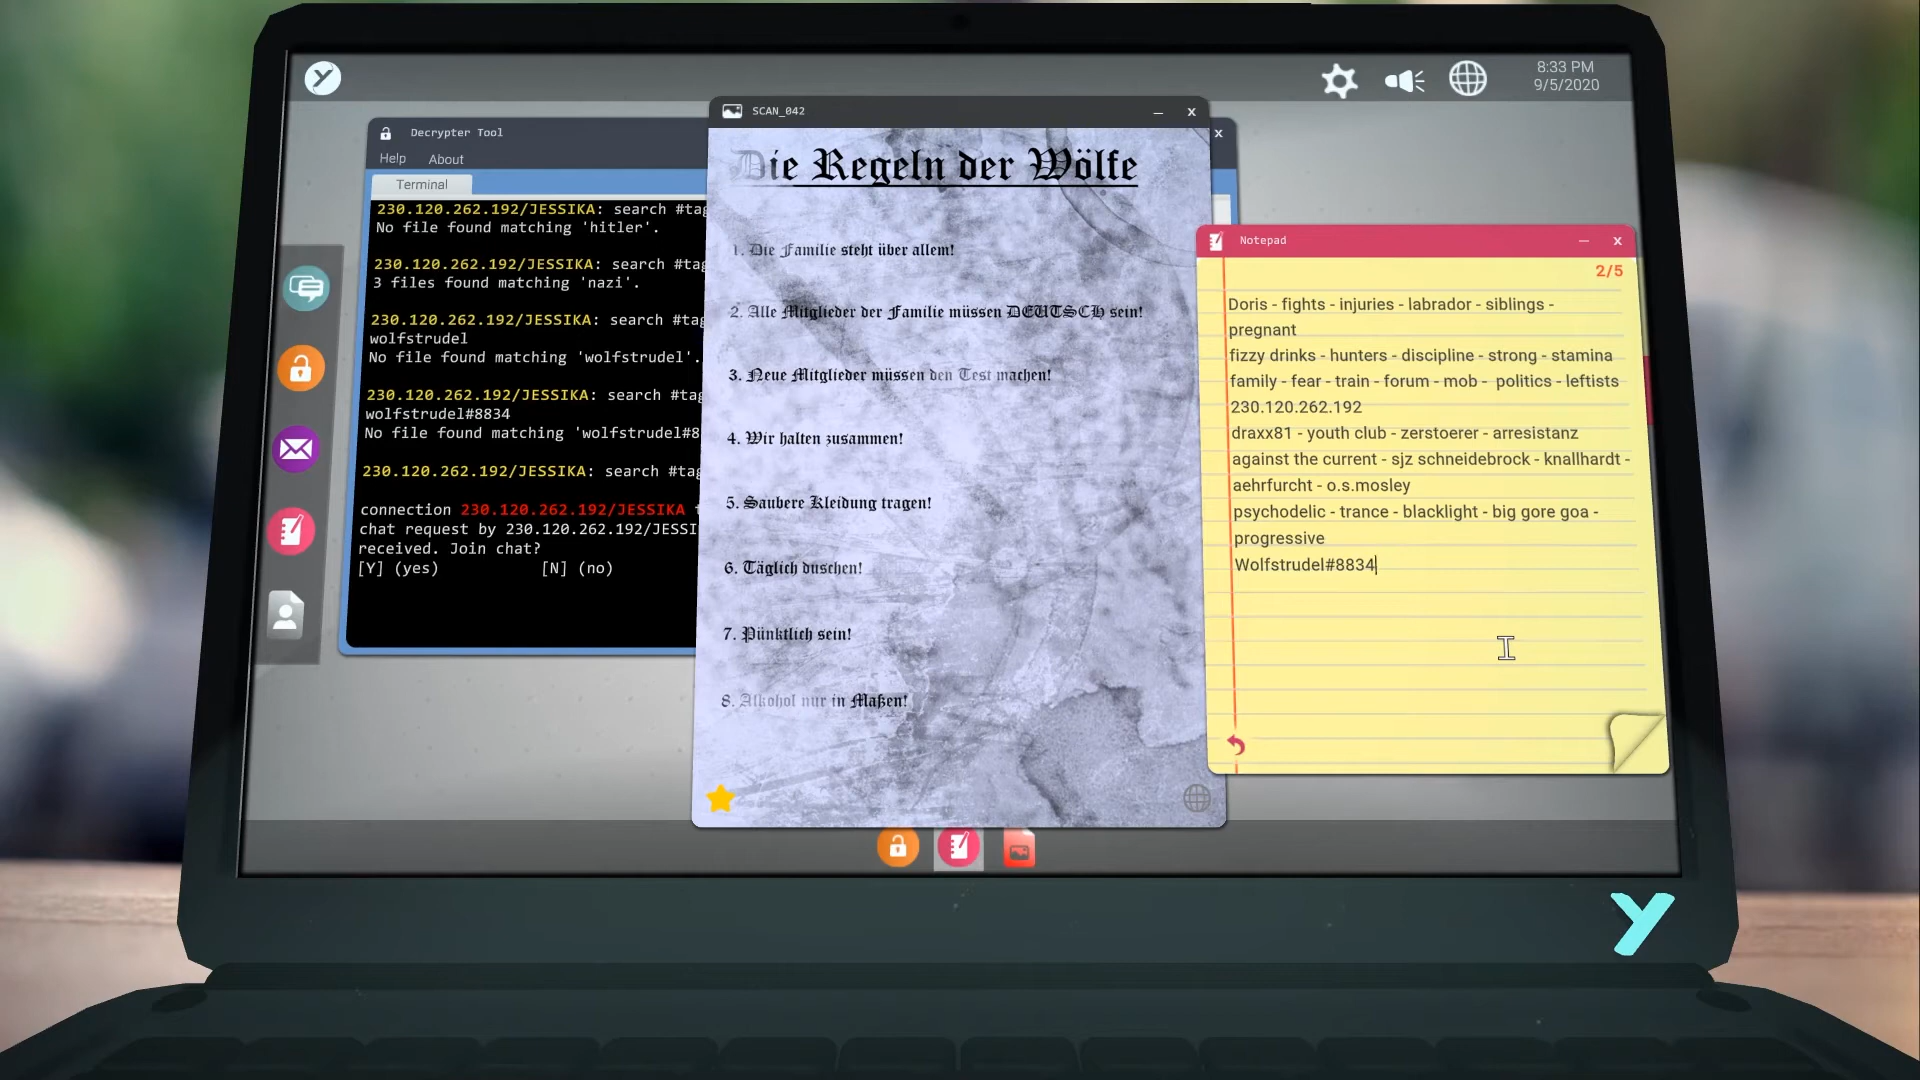 8:33 PM
9/5/2020
Decrypter Tool
Help
About
Terminal
230.120.262.192/JESSIKA: search #tag
No file found matching 'hitler'.
230.120.262.192/JESSIKA: search #tag
3 files found matching 'nazi'.
230.120.262.192/JESSIKA: search #tag
wolfstrudel
No file found matching 'wolfstrudel'.
230.120.262.192/JESSIKA: search #tag
wolfstrudel#8834
No file found matching 'wolfstrudel#8
230.120.262.192/JESSIKA: search #tag
connection 230.120.262.192/JESSIKA
chat request by 230.120.262.192/JESSI
received. Join chat?
[Y] (yes) [N] (no)
SCAN_042
Die Regeln der Wölfe
1. Die Familie steht über allem!
2. Alle Mitglieder der Familie müssen DEUTSCH sein!
3. Neue Mitglieder müssen den Test machen!
4. Wir halten zusammen!
5. Saubere Kleidung tragen!
6. Täglich duschen!
7. Pünktlich sein!
8. Alkohol nur in Maßen!
Notepad
2/5
Doris - fights - injuries - labrador - siblings -
pregnant
fizzy drinks - hunters - discipline - strong - stamina
family - fear - train - forum - mob - politics - leftists
230.120.262.192
draxx81 - youth club - zerstoerer - arresistanz
against the current - sjz schneidebrock - knallhardt -
aehrfurcht - o.s.mosley
psychodelic - trance - blacklight - big gore goa -
progressive
Wolfstrudel#8834